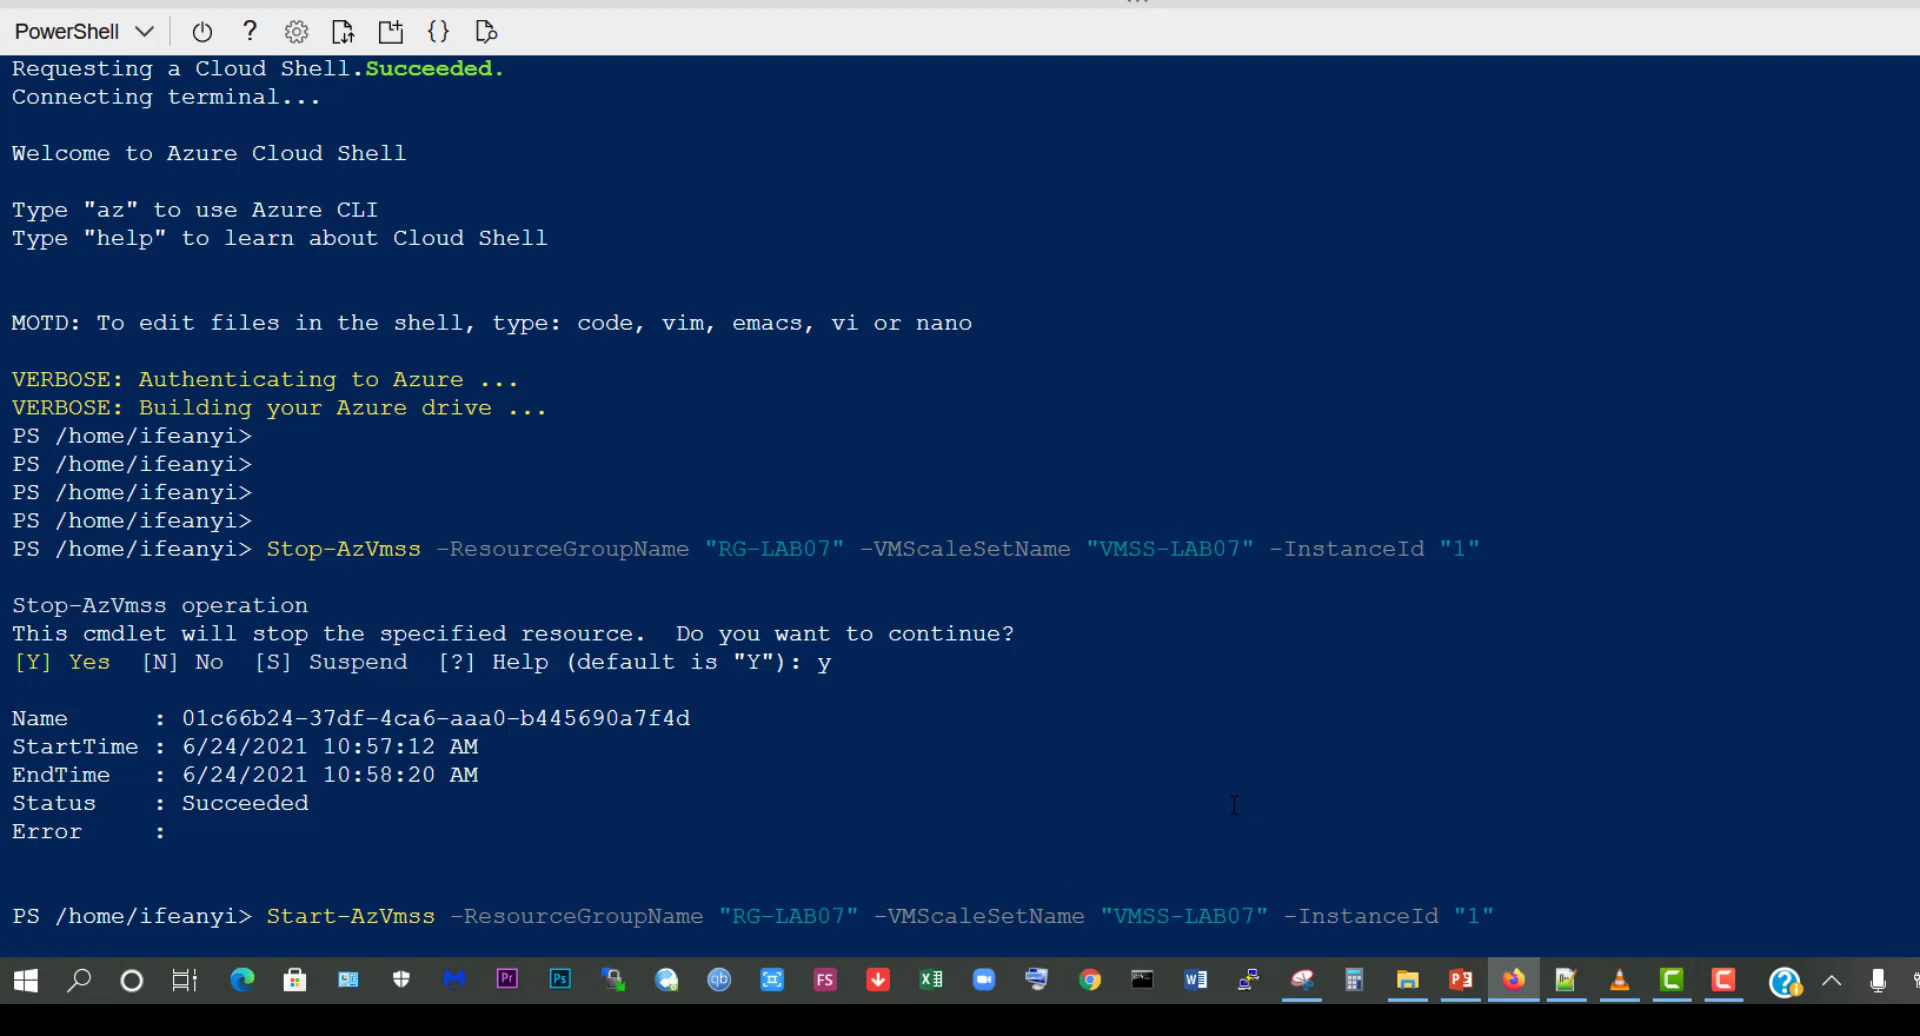 PowerShell
Requesting a Cloud Shell.Succeeded.
Connecting terminal...
Welcome to Azure Cloud Shell
Type "az" to use Azure CLI
Type "help" to learn about Cloud Shell
MOTD: To edit files in the shell, type: code, vim, emacs, vi or nano
VERBOSE: Authenticating to Azure ...
VERBOSE: Building your Azure drive ...
PS /home/ifeanyi>
PS /home/ifeanyi>
PS /home/ifeanyi>
PS /home/ifeanyi>
PS /home/ifeanyi> Stop-AzVmss -ResourceGroupName "RG-LAB07" -VMScaleSetName "VMSS-LAB07" -InstanceId "1"
Stop-AzVmss operation
This cmdlet will stop the specified resource.  Do you want to continue?
[Y] Yes  [N] No  [S] Suspend  [?] Help (default is "Y"): y
Name      : 01c66b24-37df-4ca6-aaa0-b445690a7f4d
StartTime : 6/24/2021 10:57:12 AM
EndTime   : 6/24/2021 10:58:20 AM
Status    : Succeeded
Error     :
PS /home/ifeanyi> Start-AzVmss -ResourceGroupName "RG-LAB07" -VMScaleSetName "VMSS-LAB07" -InstanceId "1"
Pr Ps qb FS